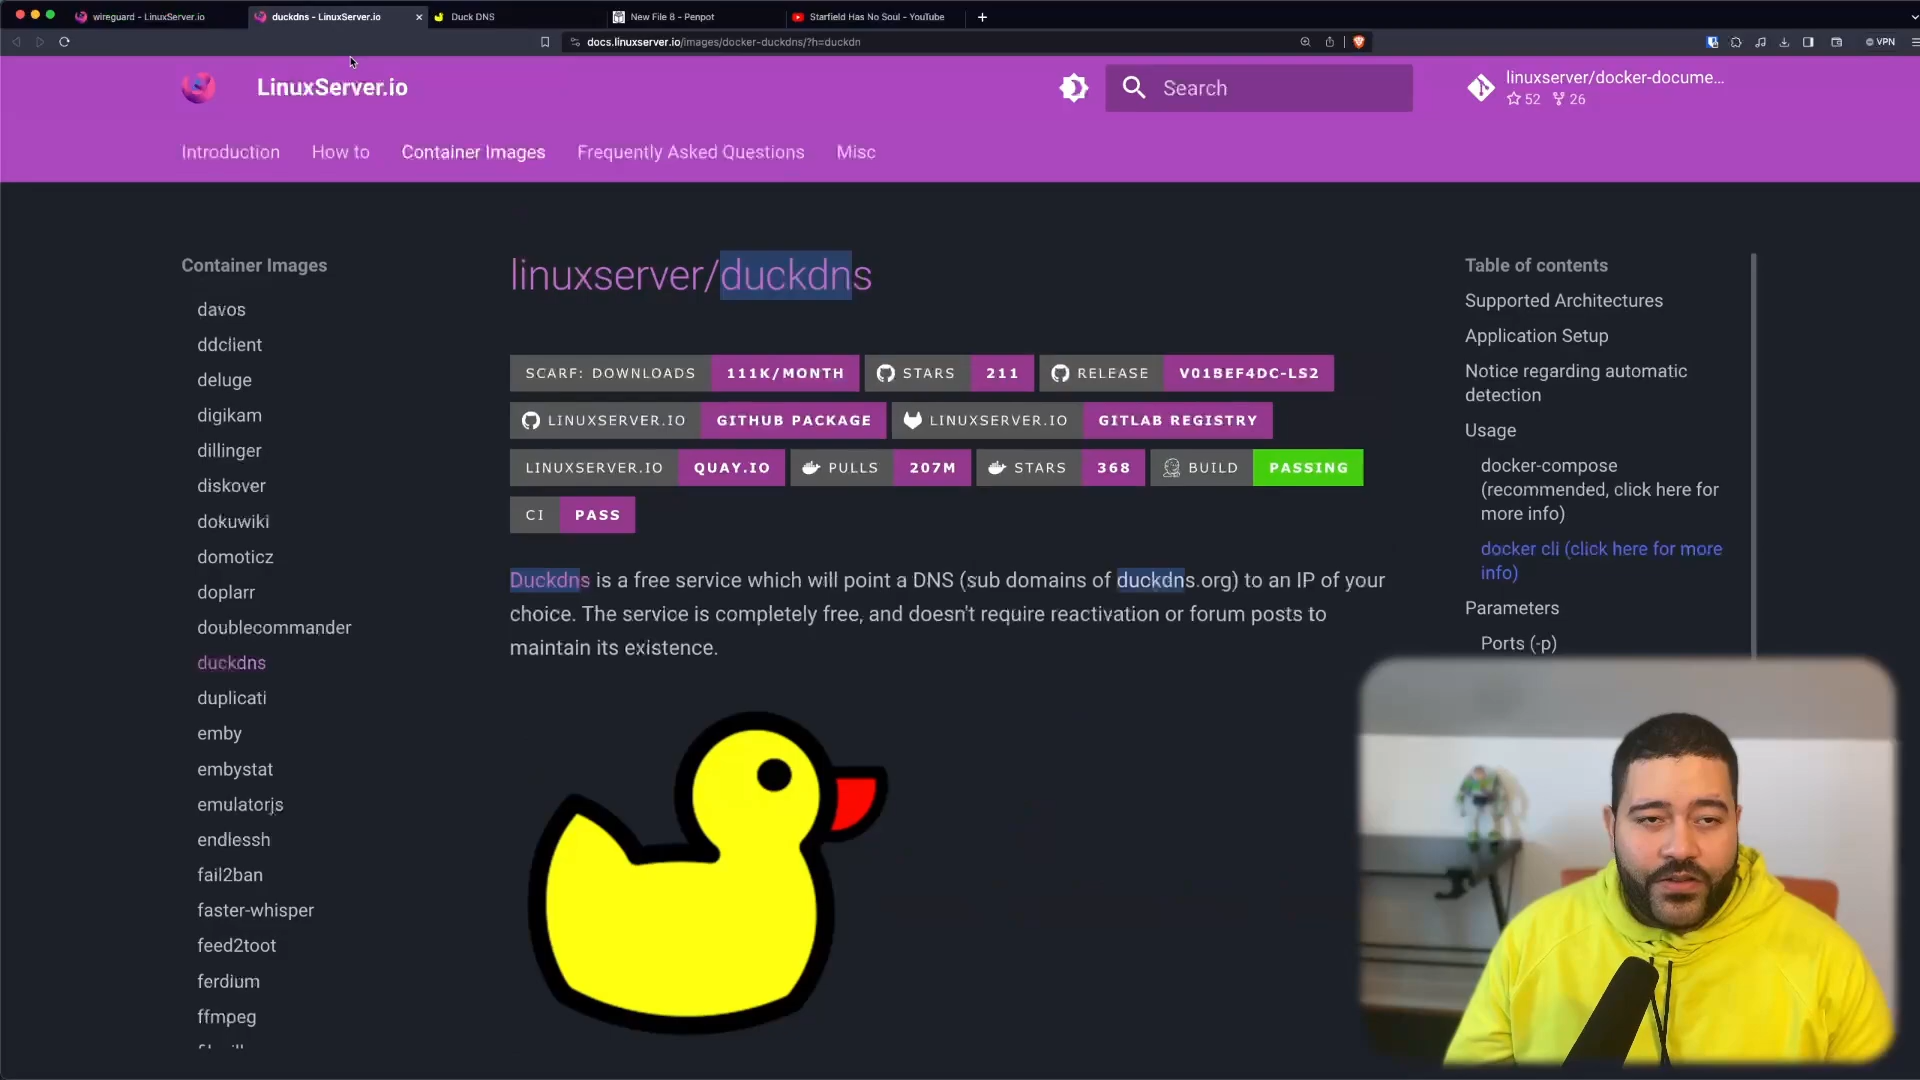 wireguard - LinuxServer.io
duckdns - LinuxServer.io
Duck DNS
New File 8 - Penpot
Starfield Has No Soul - YouTube
docs.linuxserver.io/images/docker-duckdns/?h=duckdn
VPN
LinuxServer.io
Search
linuxserver/docker-docume...
52 26
Introduction
How to
Container Images
Frequently Asked Questions
Misc
Container Images
davos
ddclient
deluge
digikam
dillinger
diskover
dokuwiki
domoticz
doplarr
doublecommander
duckdns
duplicati
emby
embystat
emulatorjs
endlessh
fail2ban
faster-whisper
feed2toot
ferdium
ffmpeg
linuxserver/duckdns
SCARF: DOWNLOADS 111K/MONTH
STARS 211
RELEASE V01BEF4DC-LS2
LINUXSERVER.IO GITHUB PACKAGE
LINUXSERVER.IO GITLAB REGISTRY
LINUXSERVER.IO QUAY.IO
PULLS 207M
STARS 368
BUILD PASSING
CI PASS
Duckdns is a free service which will point a DNS (sub domains of duckdns.org) to an IP of your
choice. The service is completely free, and doesn't require reactivation or forum posts to
maintain its existence.
Table of contents
Supported Architectures
Application Setup
Notice regarding automatic
detection
Usage
docker-compose
(recommended, click here for
more info)
docker cli (click here for more
info)
Parameters
Ports (-p)